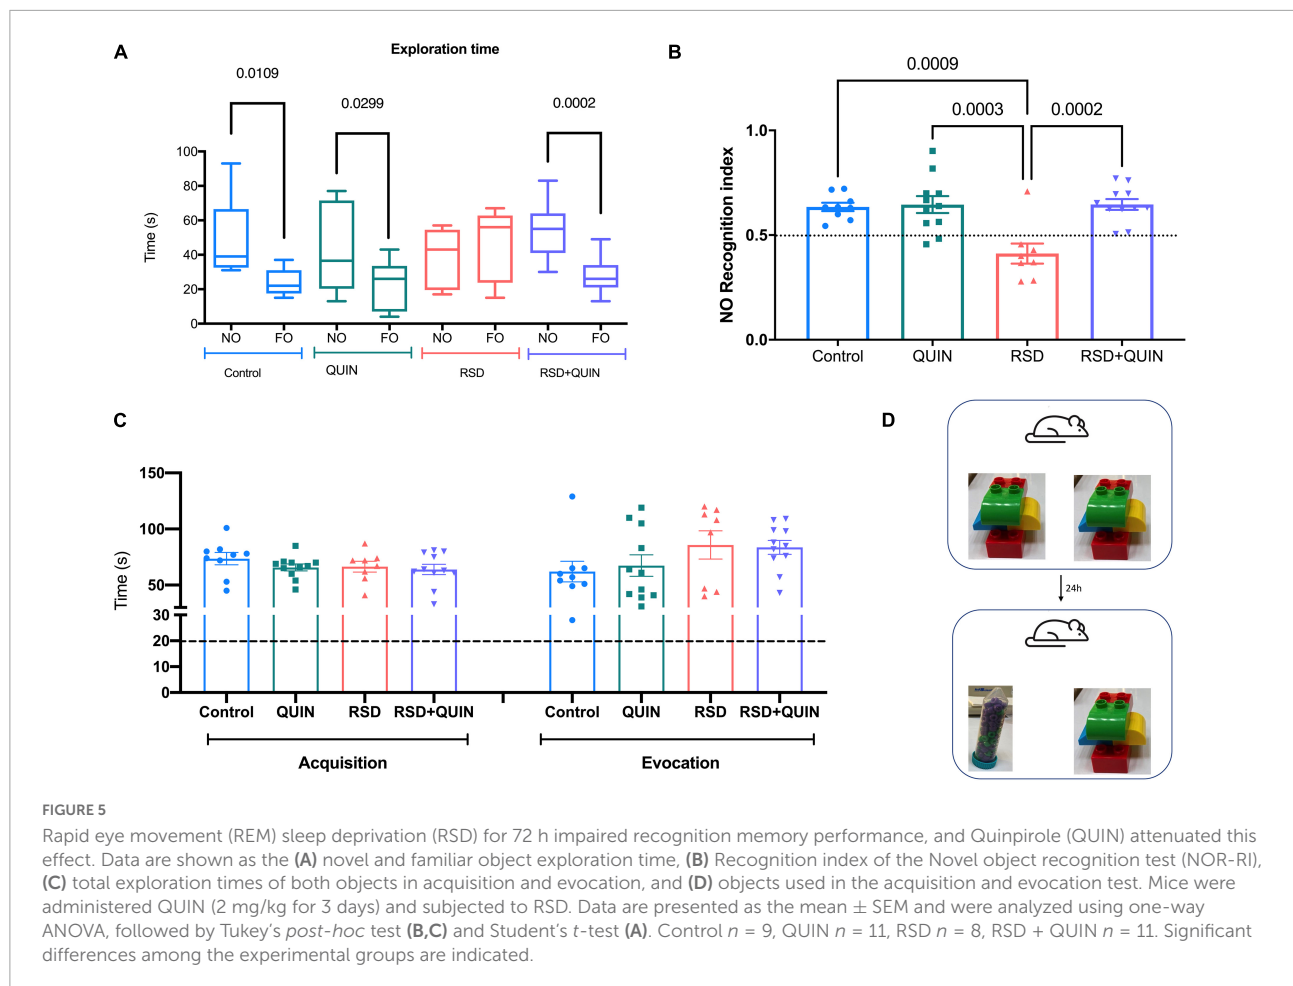 A
Exploration time
0.0109
0.0299
0.0002
100
80
60
40
20
0
Time (s)
NO FO NO FO NO FO NO FO
Control QUIN RSD RSD+QUIN
B
0.0009
0.0003 0.0002
1.0
0.5
0.0
NO Recognition index
Control QUIN RSD RSD+QUIN
C
150
100
50
30
20
10
0
Time (s)
Control QUIN RSD RSD+QUIN Control QUIN RSD RSD+QUIN
Acquisition Evocation
D
24h
FIGURE 5
Rapid eye movement (REM) sleep deprivation (RSD) for 72 h impaired recognition memory performance, and Quinpirole (QUIN) attenuated this
effect. Data are shown as the (A) novel and familiar object exploration time, (B) Recognition index of the Novel object recognition test (NOR-RI),
(C) total exploration times of both objects in acquisition and evocation, and (D) objects used in the acquisition and evocation test. Mice were
administered QUIN (2 mg/kg for 3 days) and subjected to RSD. Data are presented as the mean ± SEM and were analyzed using one-way
ANOVA, followed by Tukey's post-hoc test (B,C) and Student's t-test (A). Control n = 9, QUIN n = 11, RSD n = 8, RSD + QUIN n = 11. Significant
differences among the experimental groups are indicated.